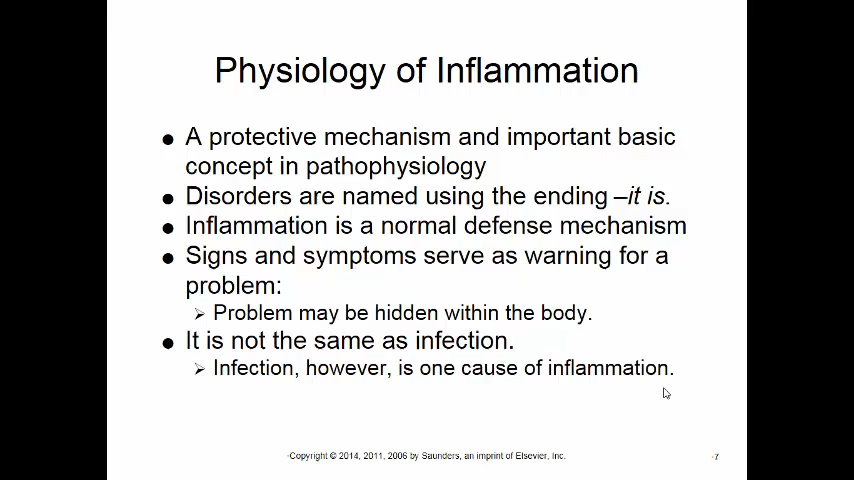 Physiology of Inflammation
● A protective mechanism and important basic
concept in pathophysiology
● Disorders are named using the ending –it is.
● Inflammation is a normal defense mechanism
● Signs and symptoms serve as warning for a
problem:
➢ Problem may be hidden within the body.
● It is not the same as infection.
➢ Infection, however, is one cause of inflammation.
•Copyright © 2014, 2011, 2006 by Saunders, an imprint of Elsevier, Inc.
•7